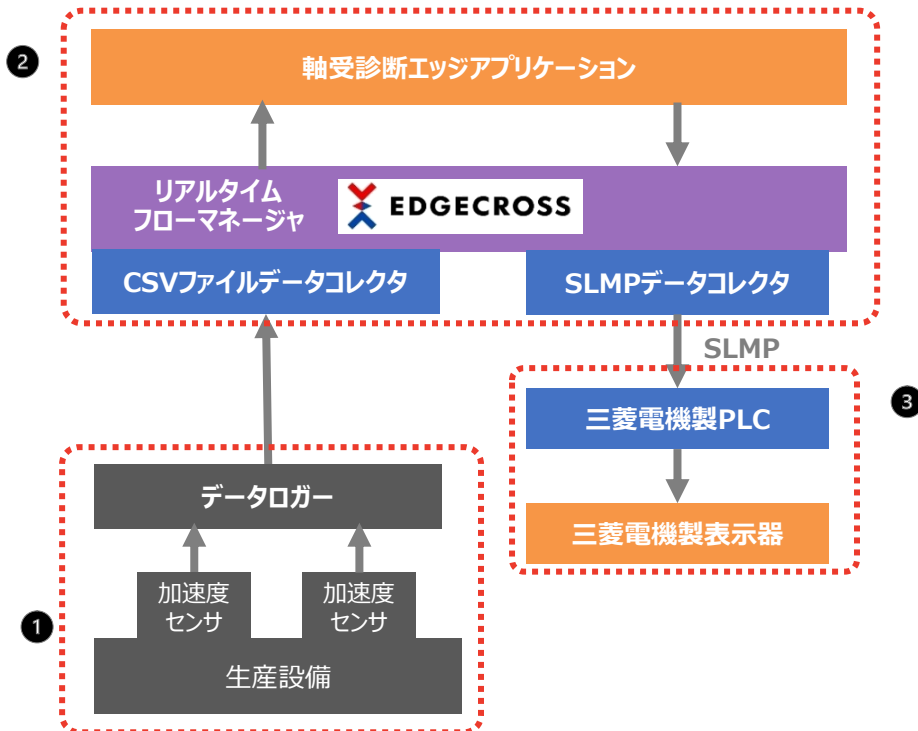 ❷
軸受診断エッジアプリケーション
リアルタイム
フローマネージャ
EDGECROSS
CSVファイルデータコレクタ
SLMPデータコレクタ
SLMP
❸
三菱電機製PLC
データロガー
三菱電機製表示器
加速度
センサ
加速度
センサ
❶
生産設備